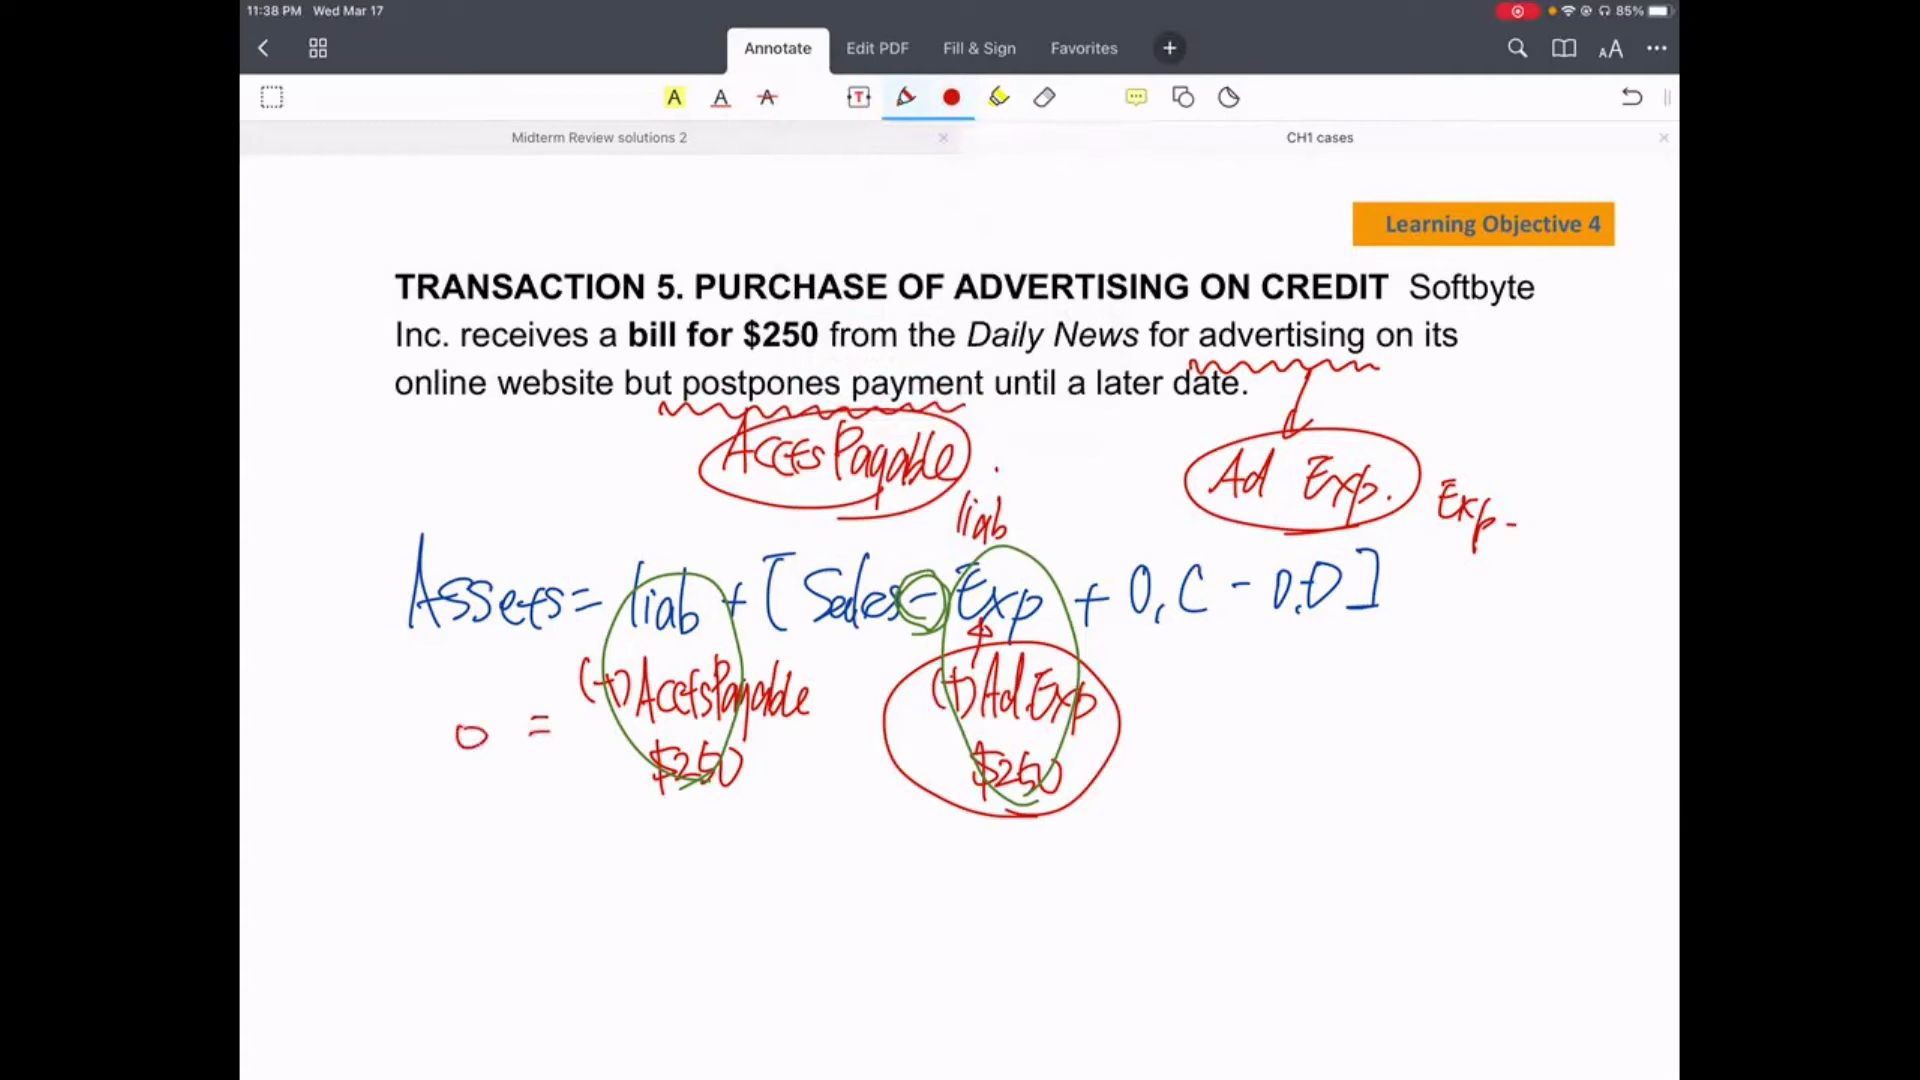 11:38 PM Wed Mar 17
85%
Annotate Edit PDF Fill & Sign Favorites
AA
A A A T
Midterm Review solutions 2
CH1 cases
Learning Objective 4
TRANSACTION 5. PURCHASE OF ADVERTISING ON CREDIT Softbyte
Inc. receives a bill for $250 from the Daily News for advertising on its
online website but postpones payment until a later date.
Accts Payable
Ad Exp.
liab
Exp -
Assets = liab + [Sales - Exp + O.C - O.D]
(+) Accts Payable (+) Ad.Exp
0 =
$250 $250